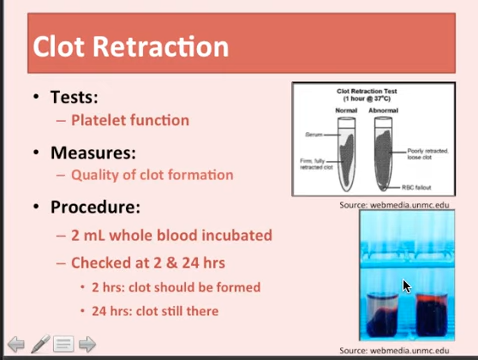 Clot Retraction
• Tests:
– Platelet function
• Measures:
– Quality of clot formation
• Procedure:
– 2 mL whole blood incubated
– Checked at 2 & 24 hrs
• 2 hrs: clot should be formed
• 24 hrs: clot still there
Clot Retraction Test
(1 hour @ 37°C)
Normal Abnormal
Serum
Firm, fully
retracted clot
Poorly retracted,
loose clot
RBC fallout
Source: webmedia.unmc.edu
Source: webmedia.unmc.edu